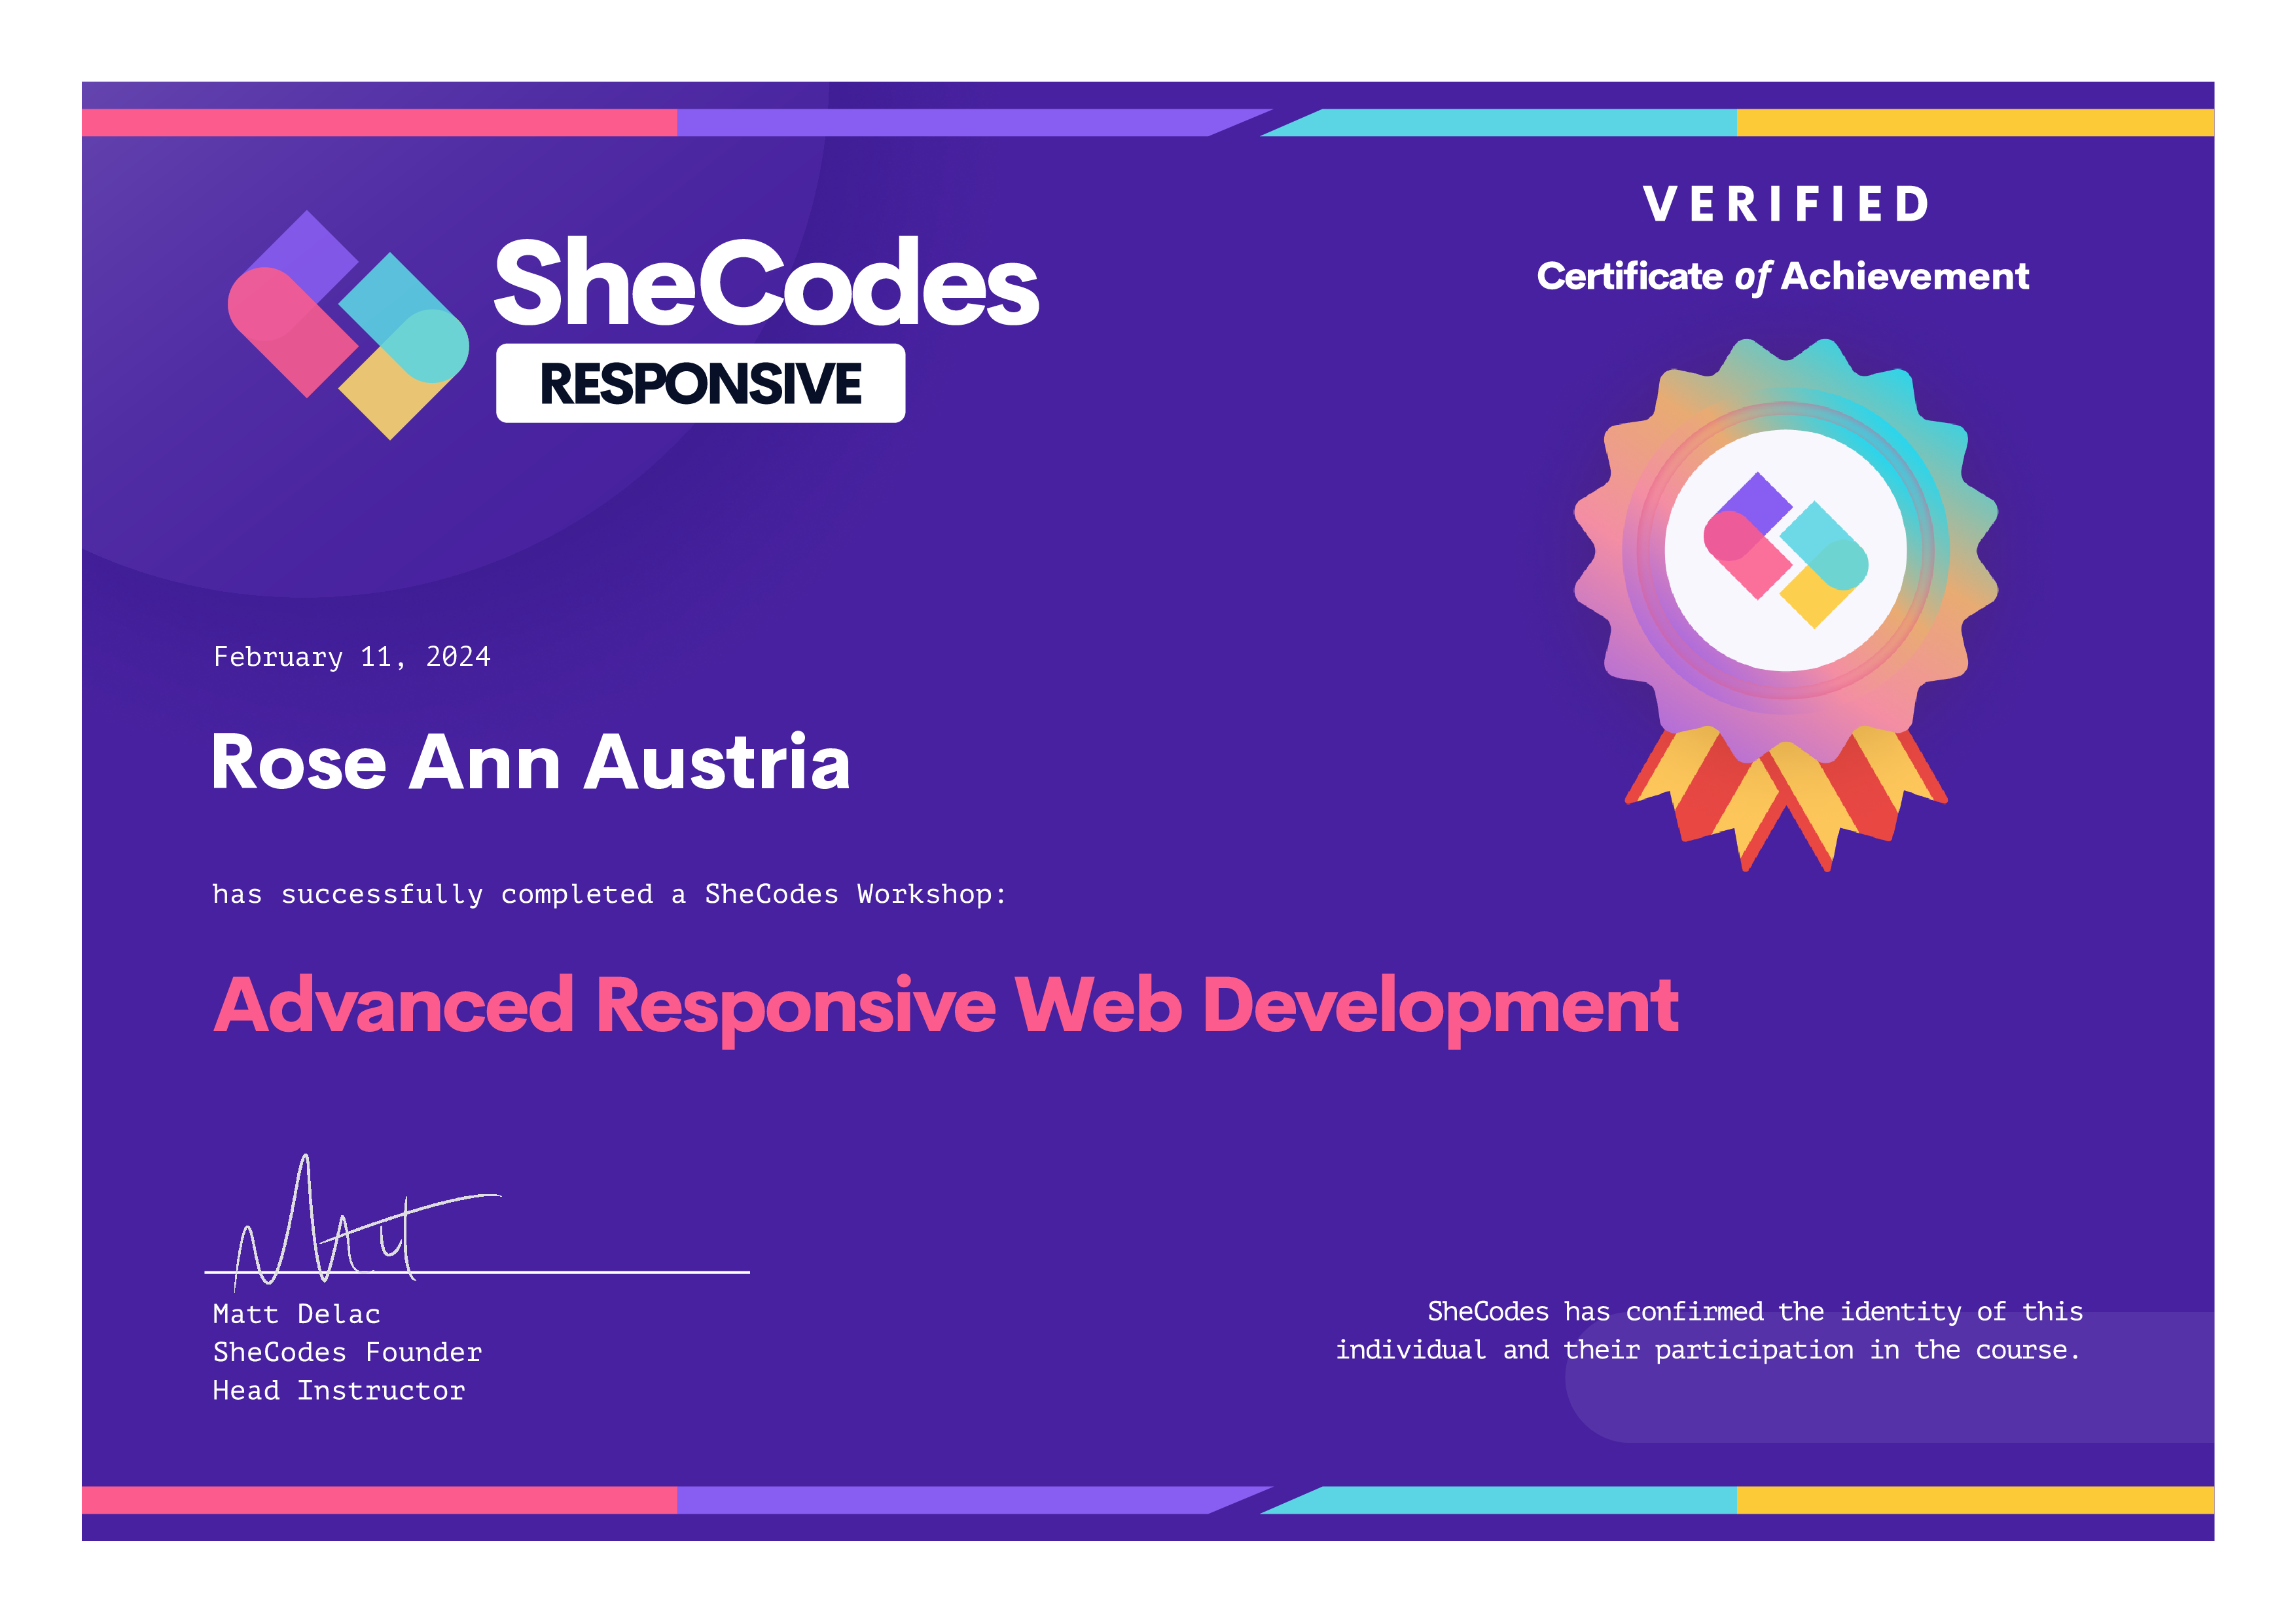 SheCodes
RESPONSIVE
VERIFIED
Certificate of Achievement
February 11, 2024
Rose Ann Austria
has successfully completed a SheCodes Workshop:
Advanced Responsive Web Development
Matt
Matt Delac
SheCodes Founder
Head Instructor
SheCodes has confirmed the identity of this
individual and their participation in the course.